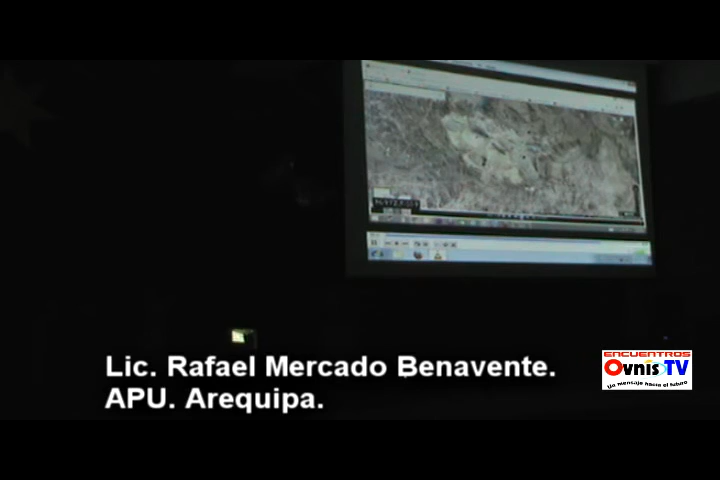 Lic. Rafael Mercado Benavente.
APU. Arequipa.
ENCUENTROS
OvnisTV
Un mensaje hacia el futuro